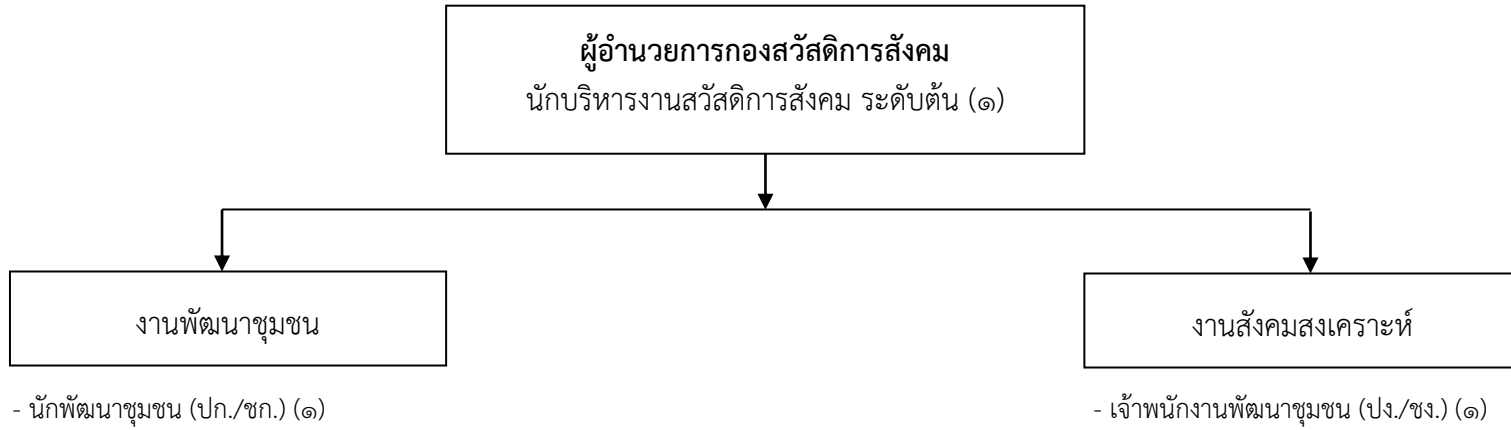 ผู้อำนวยการกองสวัสดิการสังคม
นักบริหารงานสวัสดิการสังคม ระดับต้น (๑)
งานพัฒนาชุมชน
งานสังคมสงเคราะห์
- นักพัฒนาชุมชน (ปก./ชก.) (๑)
- เจ้าพนักงานพัฒนาชุมชน (ปง./ชง.) (๑)